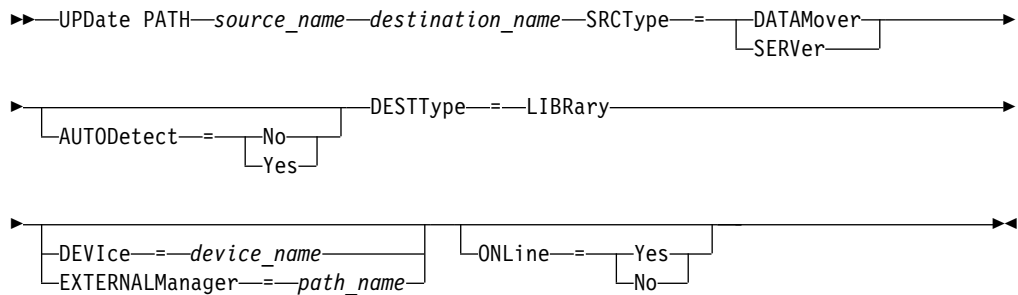 UPDate PATH source_name destination_name SRCType = DATAMover
SERVer
AUTODetect = No
Yes
DESTType = LIBRary
DEVIce = device_name
EXTERNALManager = path_name
ONLine = Yes
No